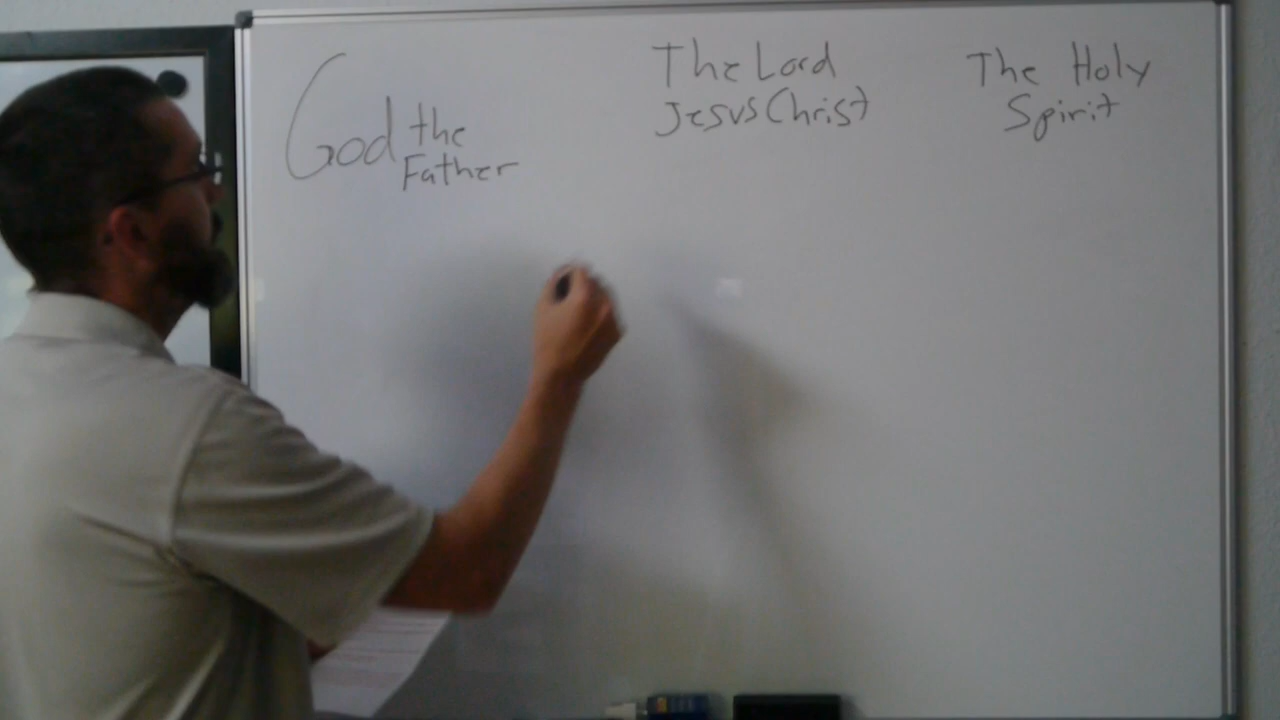 God the
Father
The Lord
Jesus Christ
The Holy
Spirit